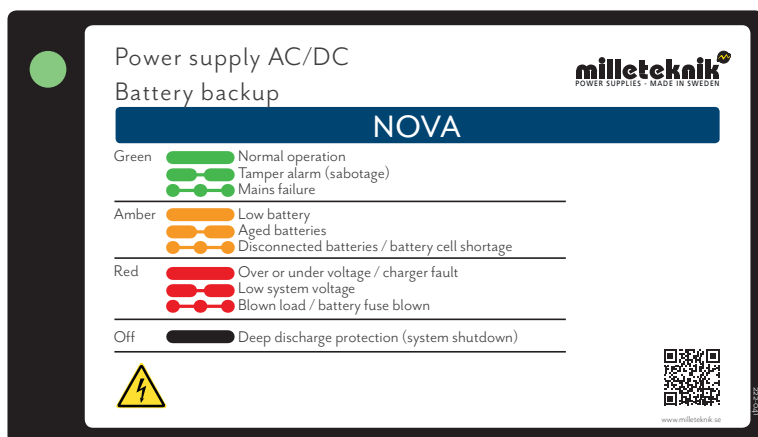 Power supply AC/DC
Battery backup
milleteknik
POWER SUPPLIES - MADE IN SWEDEN
NOVA
Green
Normal operation
Tamper alarm (sabotage)
Mains failure
Amber
Low battery
Aged batteries
Disconnected batteries / battery cell shortage
Red
Over or under voltage / charger fault
Low system voltage
Blown load / battery fuse blown
Off
Deep discharge protection (system shutdown)
www.milleteknik.se
222-041